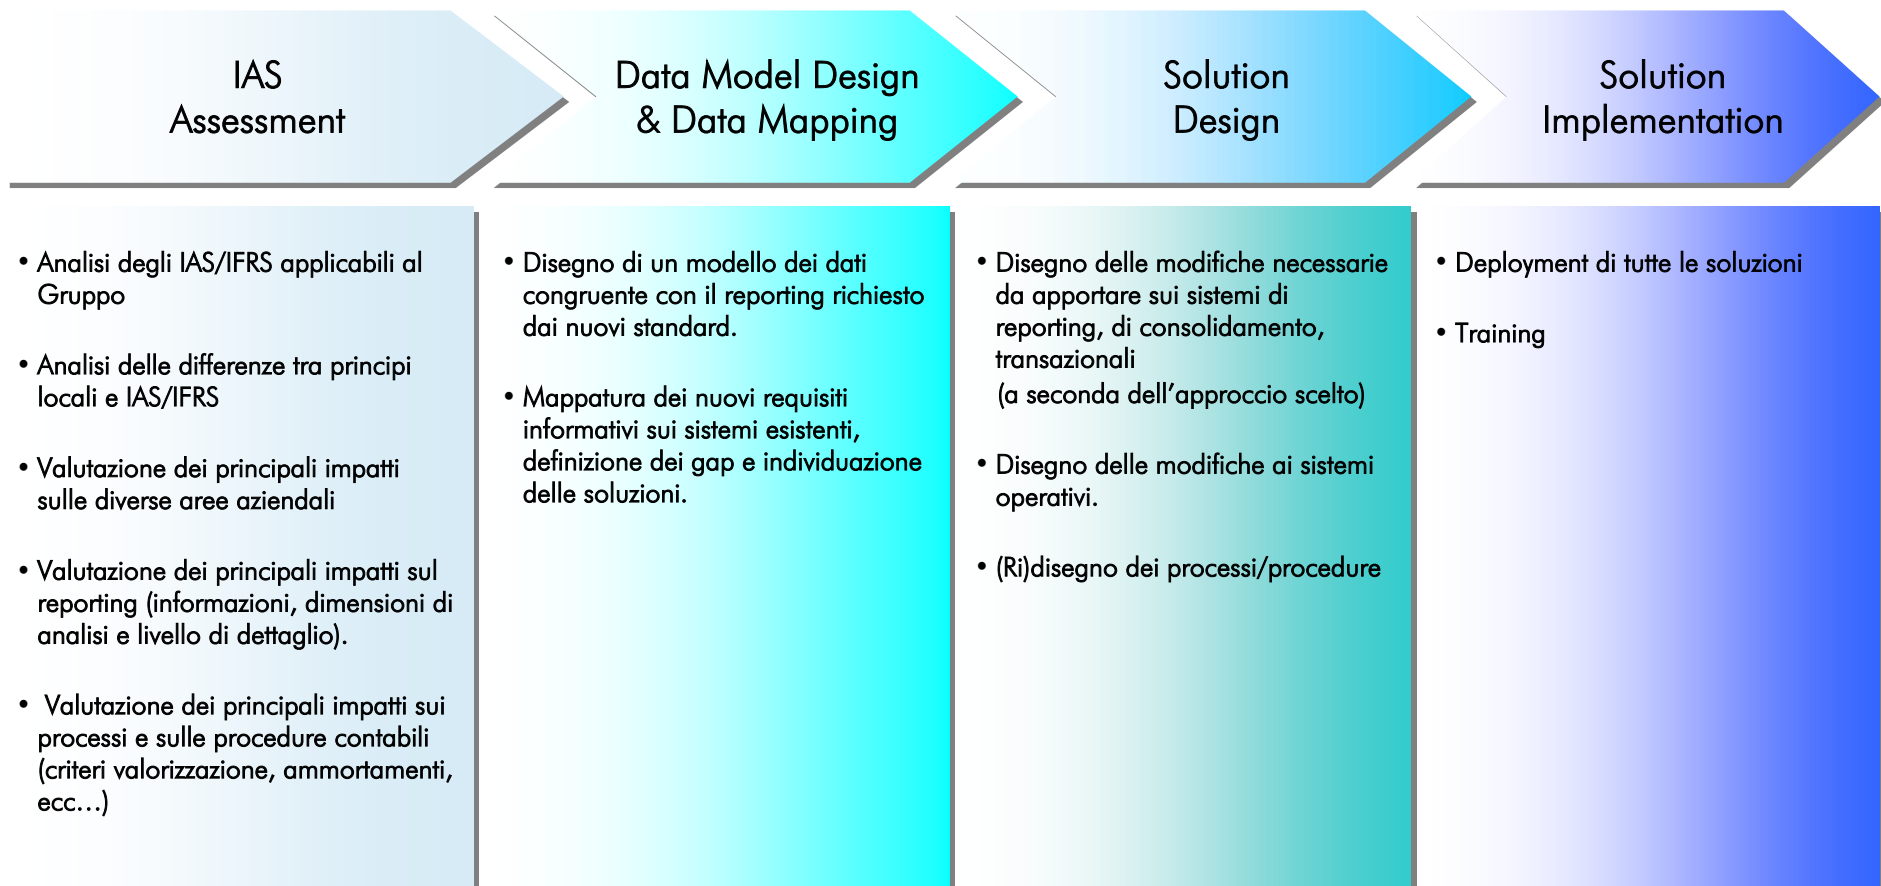 IAS
Assessment
Data Model Design
& Data Mapping
Solution
Design
Solution
Implementation
• Analisi degli IAS/IFRS applicabili al
Gruppo
• Analisi delle differenze tra principi
locali e IAS/IFRS
• Valutazione dei principali impatti
sulle diverse aree aziendali
• Valutazione dei principali impatti sul
reporting (informazioni, dimensioni di
analisi e livello di dettaglio).
• Valutazione dei principali impatti sui
processi e sulle procedure contabili
(criteri valorizzazione, ammortamenti,
ecc...)
• Disegno di un modello dei dati
congruente con il reporting richiesto
dai nuovi standard.
• Mappatura dei nuovi requisiti
informativi sui sistemi esistenti,
definizione dei gap e individuazione
delle soluzioni.
• Disegno delle modifiche necessarie
da apportare sui sistemi di
reporting, di consolidamento,
transazionali
(a seconda dell'approccio scelto)
• Disegno delle modifiche ai sistemi
operativi.
• (Ri)disegno dei processi/procedure
• Deployment di tutte le soluzioni
• Training